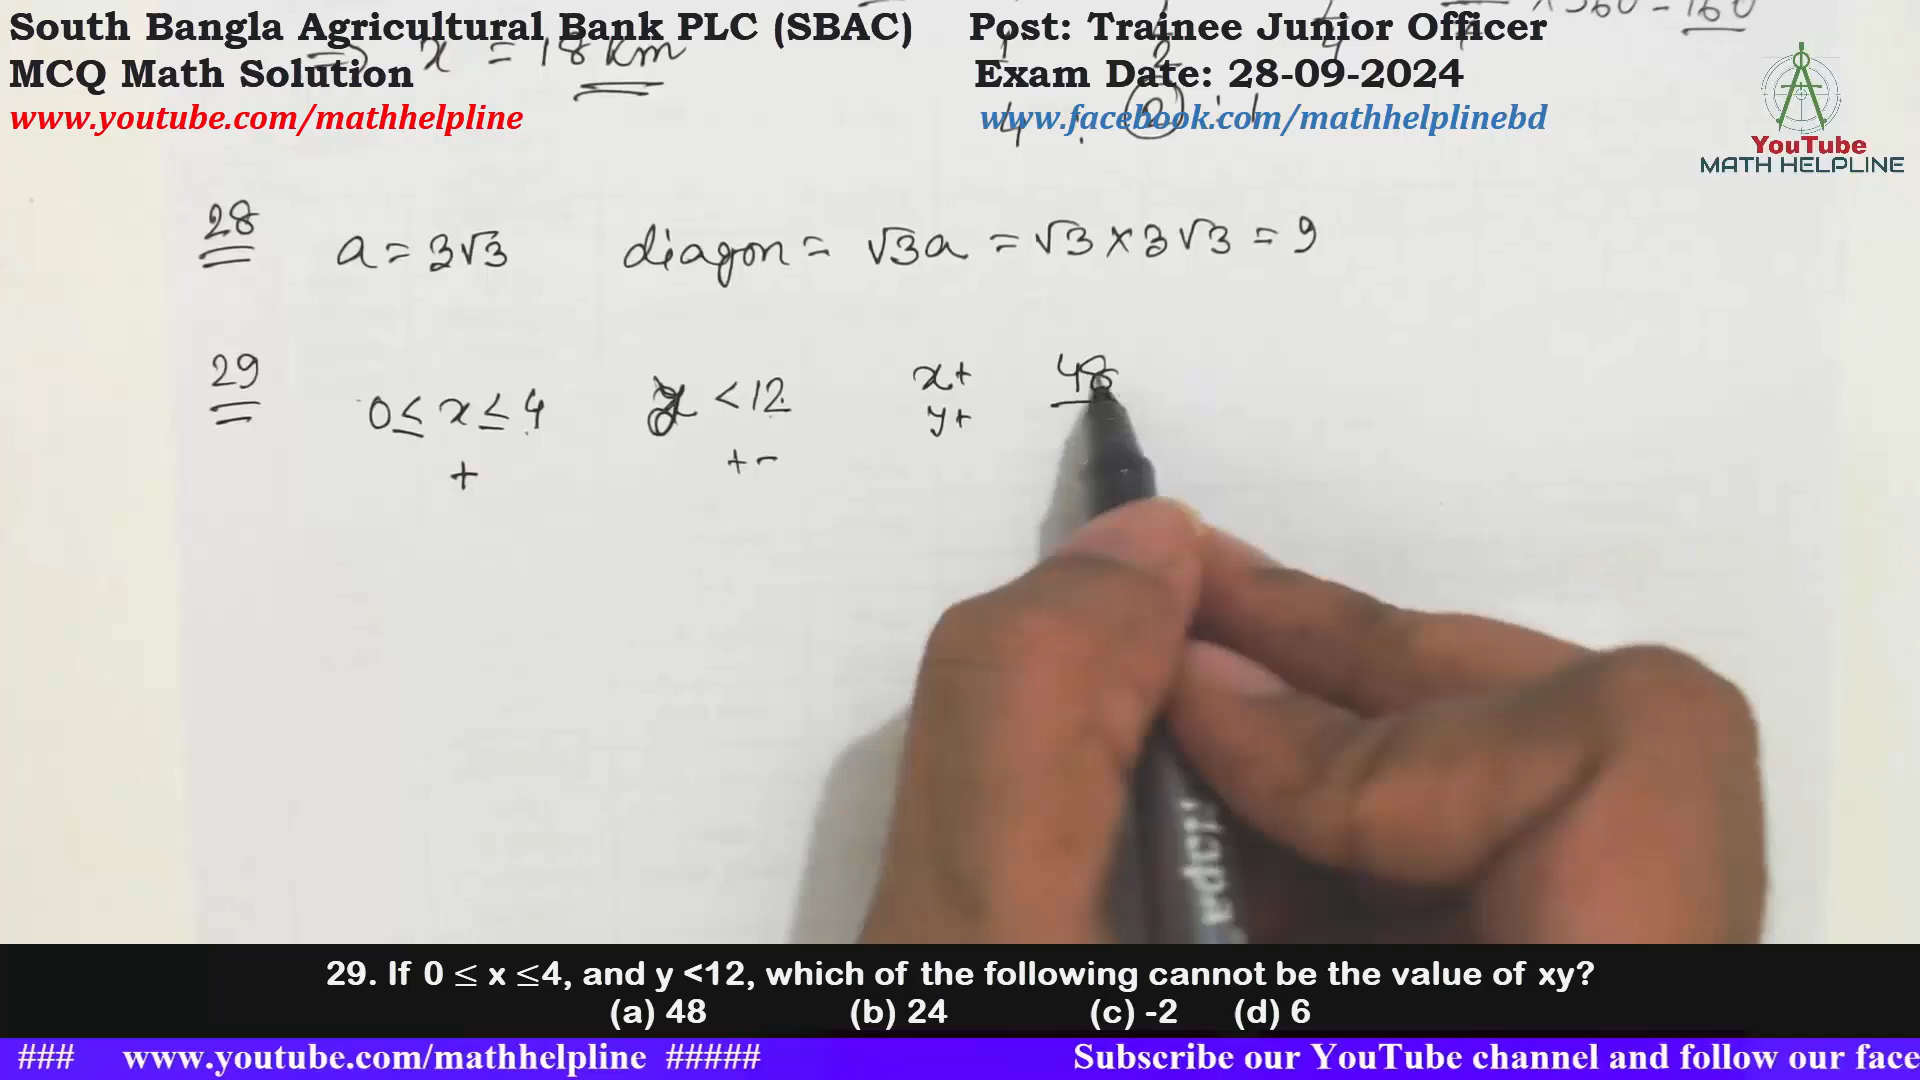 South Bangla Agricultural Bank PLC (SBAC) Post: Trainee Junior Officer
MCQ Math Solution Exam Date: 28-09-2024
www.youtube.com/mathhelpline www.facebook.com/mathhelplinebd
YouTube
MATH HELPLINE
⇒ x = 18 km
28 a = 3√3 diagon = √3a = √3 × 3√3 = 9
29 0 ≤ x ≤ 4 y < 12 x+ 48
y+
+ + -
29. If 0 ≤ x ≤4, and y <12, which of the following cannot be the value of xy?
(a) 48 (b) 24 (c) -2 (d) 6
### www.youtube.com/mathhelpline ##### Subscribe our YouTube channel and follow our face